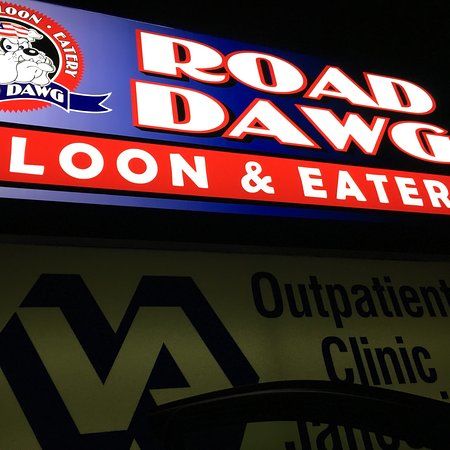 LOON · EATERY
DAWG
ROAD
DAWG
LOON & EATER
VA
Outpatient
Clinic